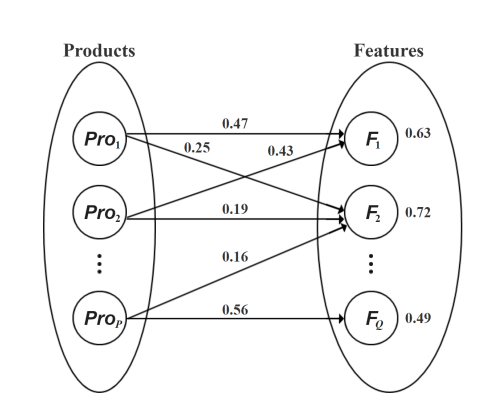 Products Features
0.47
Pro1 F1 0.63
0.25 0.43
Pro2 0.19 F2 0.72
0.16
ProP 0.56 FQ 0.49